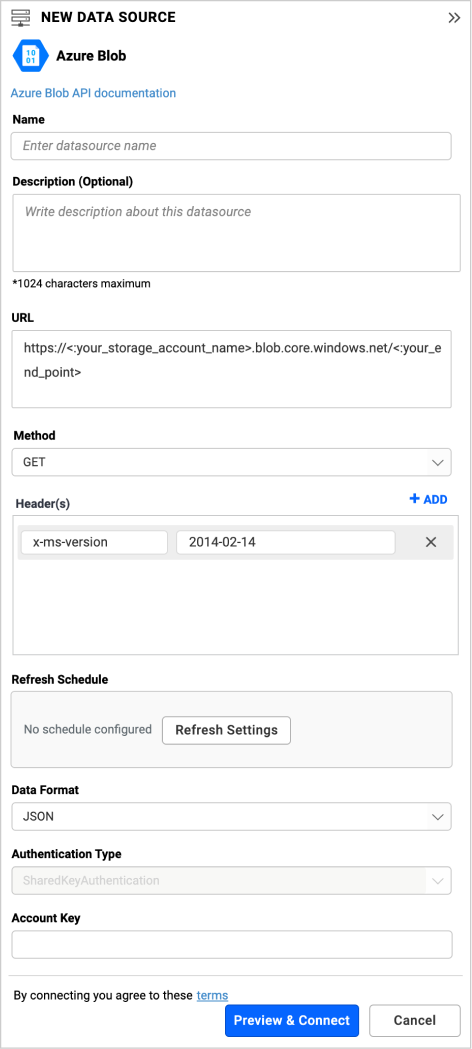 NEW DATA SOURCE
10
01
Azure Blob
Azure Blob API documentation
Name
Enter datasource name
Description (Optional)
Write description about this datasource
*1024 characters maximum
URL
https://<:your_storage_account_name>.blob.core.windows.net/<:your_e
nd_point>
Method
GET
Header(s)
+ ADD
x-ms-version 2014-02-14
Refresh Schedule
No schedule configured Refresh Settings
Data Format
JSON
Authentication Type
SharedKeyAuthentication
Account Key
By connecting you agree to these terms
Preview & Connect Cancel